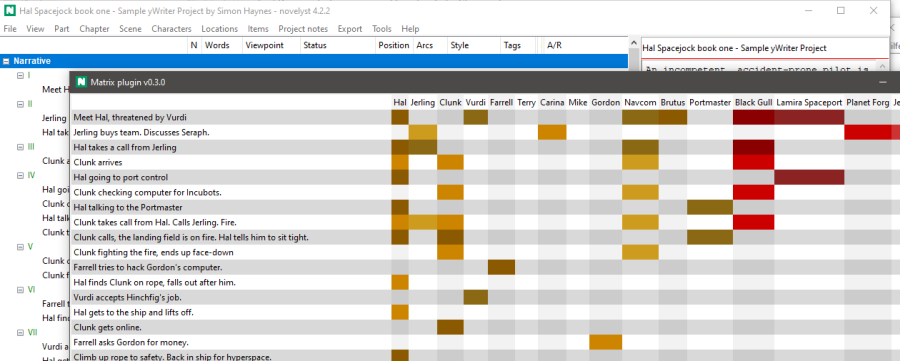 Hal Spacejock book one - Sample yWriter Project by Simon Haynes - novelyst 4.2.2
File View Part Chapter Scene Characters Locations Items Project notes Export Tools Help
N Words Viewpoint Status Position Arcs Style Tags A/R
Hal Spacejock book one - Sample yWriter Project
Narrative
An incompetent, accident-prone pilot is
I
Matrix plugin v0.3.0
Meet H
Hal Jerling Clunk Vurdi Farrell Terry Carina Mike Gordon Navcom Brutus Portmaster Black Gull Lamira Spaceport Planet Forg Je
II
Meet Hal, threatened by Vurdi
Jerling
Jerling buys team. Discusses Seraph.
Hal tak
Hal takes a call from Jerling
III
Clunk arrives
Clunk a
Hal going to port control
IV
Clunk checking computer for Incubots.
Hal goi
Hal talking to the Portmaster
Clunk c
Clunk takes call from Hal. Calls Jerling. Fire.
Hal talk
Clunk calls, the landing field is on fire. Hal tells him to sit tight.
Clunk t
Clunk fighting the fire, ends up face-down
V
Farrell tries to hack Gordon's computer.
Clunk c
Hal finds Clunk on rope, falls out after him.
Clunk f
Vurdi accepts Hinchfig's job.
VI
Hal gets to the ship and lifts off.
Farrell t
Clunk gets online.
Hal find
Farrell asks Gordon for money.
VII
Climb up rope to safety. Back in ship for hyperspace.
Vurdi a
Hal get